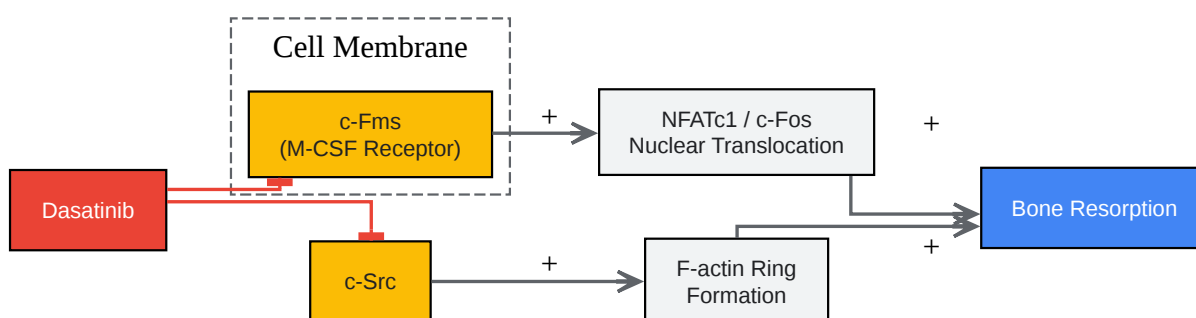 Cell Membrane
c-Fms
(M-CSF Receptor)
+
NFATc1 / c-Fos
Nuclear Translocation
+
Dasatinib
Bone Resorption
c-Src
+
F-actin Ring
Formation
+